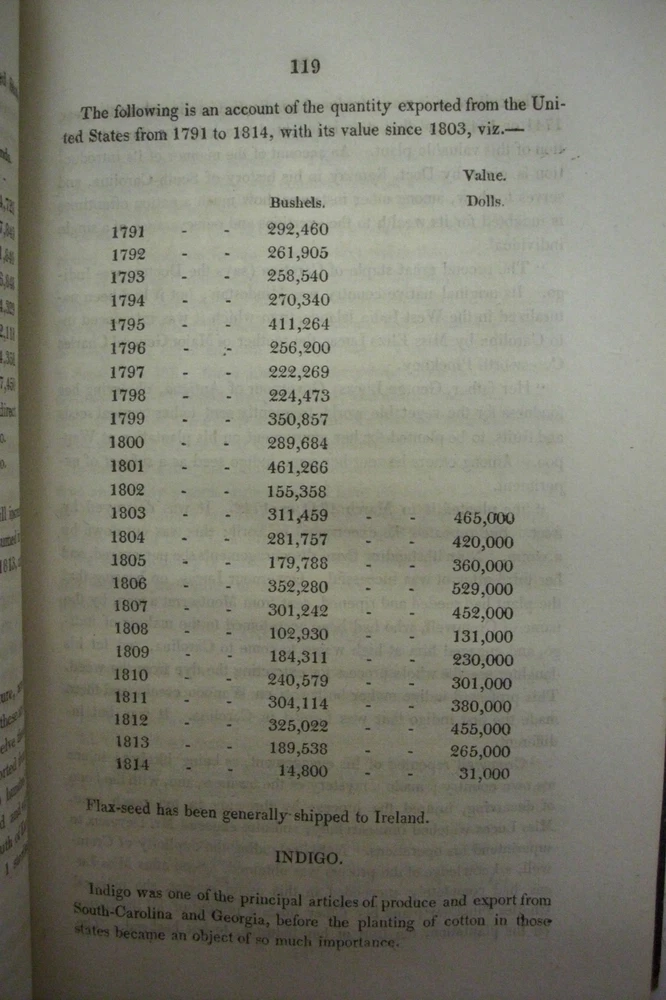 119
The following is an account of the quantity exported from the Uni-
ted States from 1791 to 1814, with its value since 1803, viz.—
Value.
Bushels. Dolls.
1791 - - 292,460
1792 - - 261,905
1793 - - 258,540
1794 - - 270,340
1795 - - 411,264
1796 - - 256,200
1797 - - 222,269
1798 - - 224,473
1799 - - 350,857
1800 - - 289,684
1801 - - 461,266
1802 - - 155,358
1803 - - 311,459 - - 465,000
1804 - - 281,757 - - 420,000
1805 - - 179,788 - - 360,000
1806 - - 352,280 - - 529,000
1807 - - 301,242 - - 452,000
1808 - - 102,930 - - 131,000
1809 - - 184,311 - - 230,000
1810 - - 240,579 - - 301,000
1811 - - 304,114 - - 380,000
1812 - - 325,022 - - 455,000
1813 - - 189,538 - - 265,000
1814 - - 14,800 - - 31,000
Flax-seed has been generally shipped to Ireland.
INDIGO.
Indigo was one of the principal articles of produce and export from
South-Carolina and Georgia, before the planting of cotton in those
states became an object of so much importance.